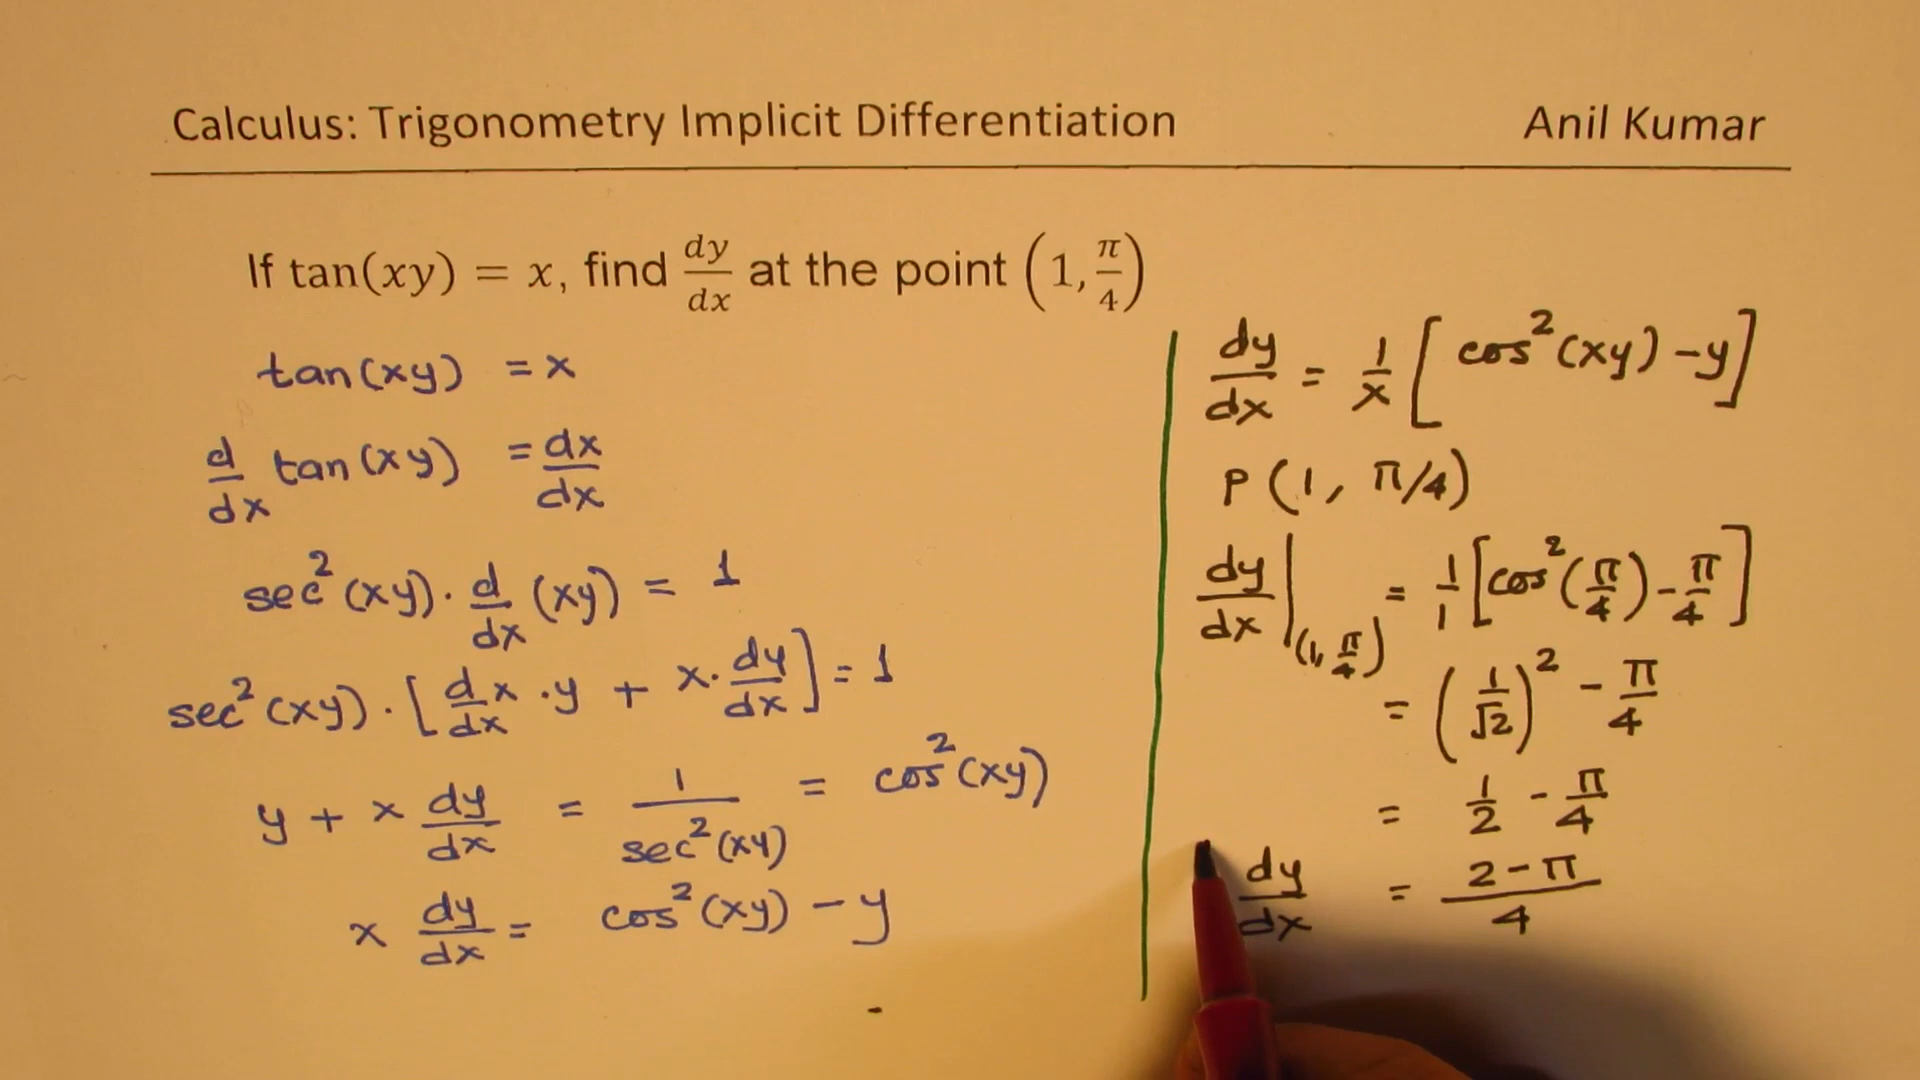 Calculus: Trigonometry Implicit Differentiation Anil Kumar
If tan(xy) = x, find dy/dx at the point (1, π/4)
tan(xy) = x
d/dx tan(xy) = dx/dx
sec²(xy) · d/dx (xy) = 1
sec²(xy) · [d/dx x · y + x · dy/dx] = 1
y + x dy/dx = 1/sec²(xy) = cos²(xy)
x dy/dx = cos²(xy) - y
dy/dx = 1/x [cos²(xy) - y]
P(1, π/4)
dy/dx |(1, π/4) = 1/1 [cos²(π/4) - π/4]
= (1/√2)² - π/4
= 1/2 - π/4
dy/dx = (2 - π)/4